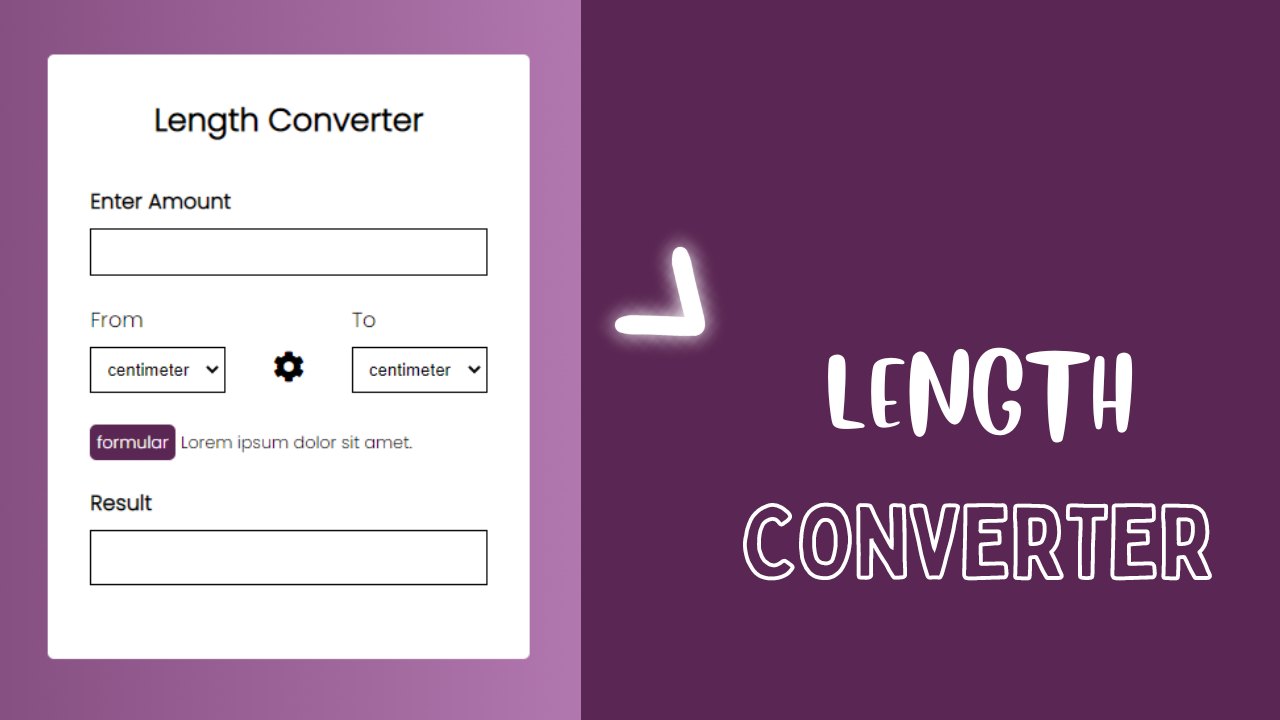 Length Converter
Enter Amount
From To
centimeter centimeter
formular Lorem ipsum dolor sit amet.
Result
LENGTH
CONVERTER